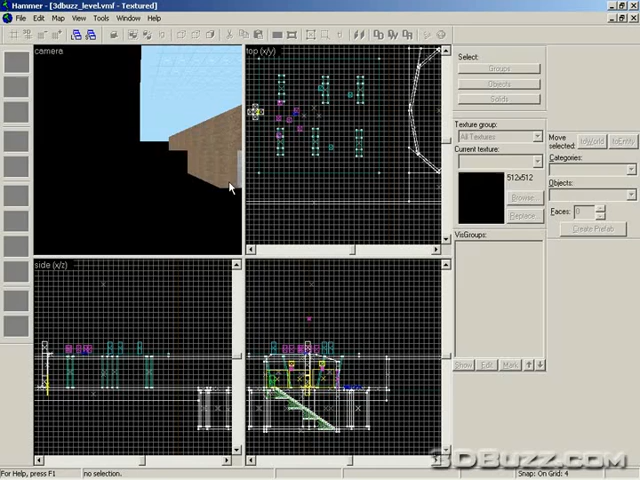 Hammer - [3dbuzz_level.vmf - Textured]
File Edit Map View Tools Window Help
camera
top (x/y)
side (x/z)
Select:
Groups
Objects
Solids
Texture group:
All Textures
Current texture:
512x512
Browse...
Replace...
VisGroups:
Show Edit Mark
Move
selected:
toWorld
toEntity
Categories:
Objects:
Faces: 0
Create Prefab
3DBUZZ.COM
For Help, press F1
no selection.
Snap: On Grid: 4